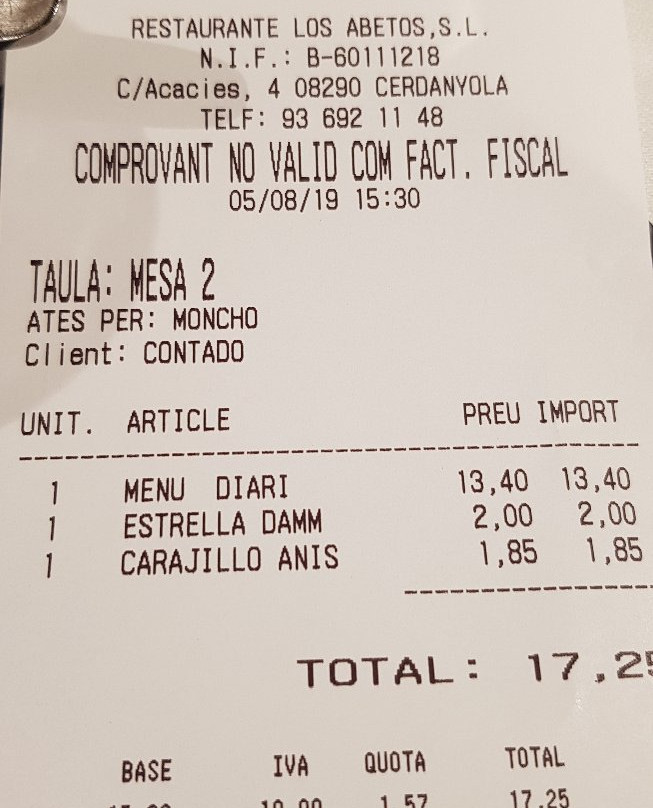 RESTAURANTE LOS ABETOS,S.L.
N.I.F.: B-60111218
C/Acacies, 4 08290 CERDANYOLA
TELF: 93 692 11 48
COMPROVANT NO VALID COM FACT. FISCAL
05/08/19 15:30
TAULA: MESA 2
ATES PER: MONCHO
Client: CONTADO
UNIT. ARTICLE PREU IMPORT
1 MENU DIARI 13,40 13,40
1 ESTRELLA DAMM 2,00 2,00
1 CARAJILLO ANIS 1,85 1,85
TOTAL: 17,25
BASE IVA QUOTA TOTAL
1,57 17,25